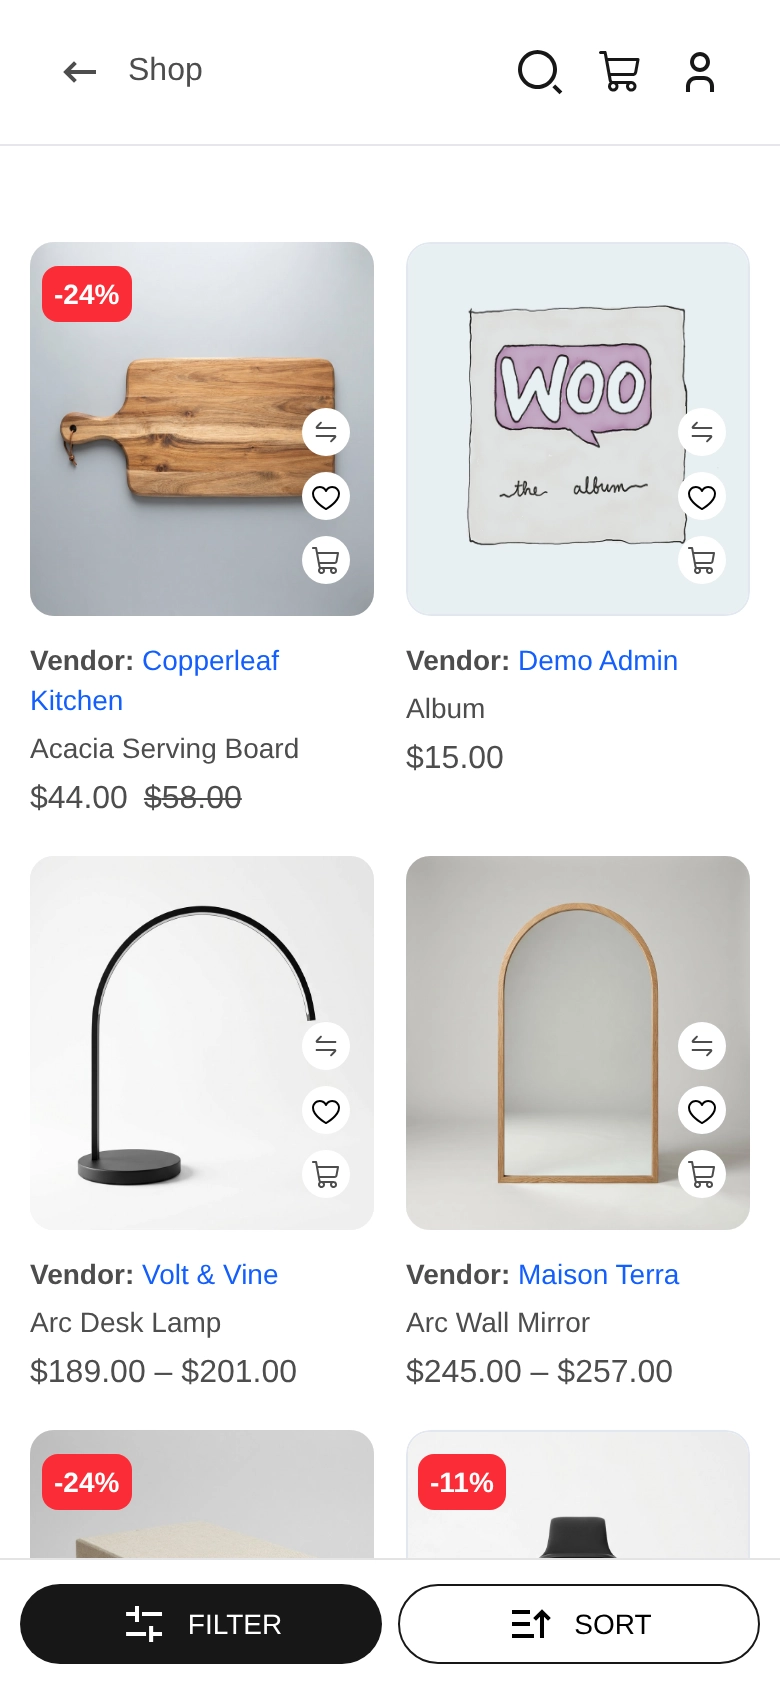 Shop
-24%
WOO
the album
Vendor: Copperleaf
Kitchen
Acacia Serving Board
$44.00 $58.00
Vendor: Demo Admin
Album
$15.00
Vendor: Volt & Vine
Arc Desk Lamp
$189.00 – $201.00
Vendor: Maison Terra
Arc Wall Mirror
$245.00 – $257.00
-24%
-11%
FILTER
SORT